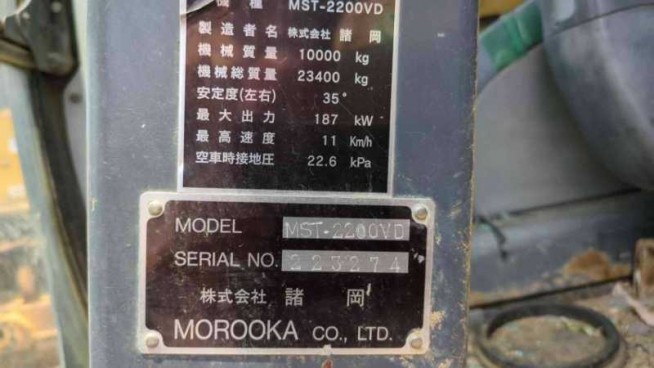 機種 MST-2200VD
製造者名 株式会社 諸岡
機械質量 10000 kg
機械総質量 23400 kg
安定度(左右) 35°
最大出力 187 kW
最高速度 11 Km/h
空車時接地圧 22.6 kPa
MODEL MST-2200VD
SERIAL NO. 223274
株式会社 諸岡
MOROOKA CO., LTD.